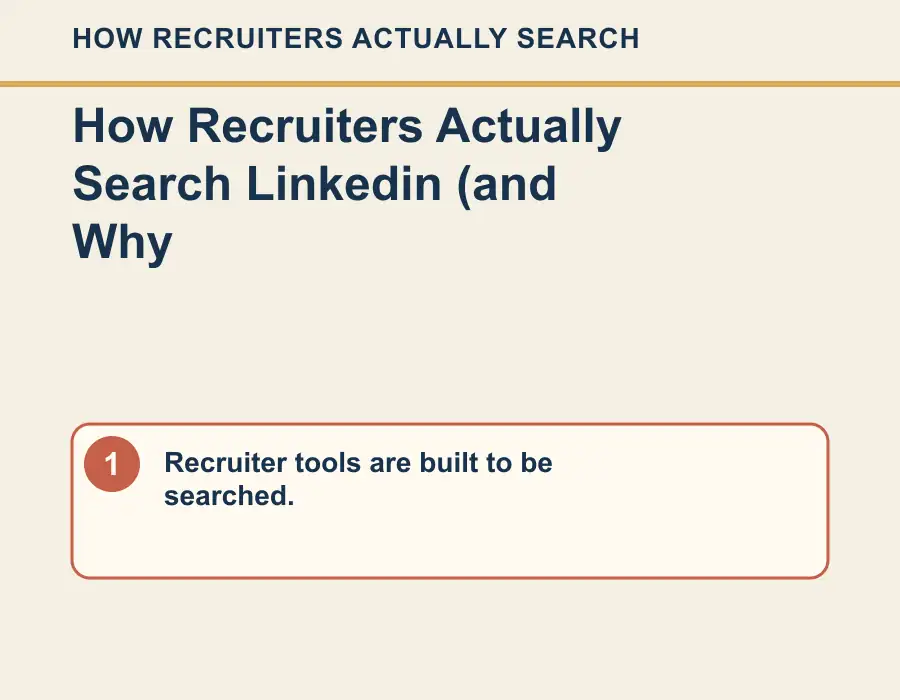 HOW RECRUITERS ACTUALLY SEARCH
How Recruiters Actually
Search Linkedin (and
Why
1
Recruiter tools are built to be
searched.